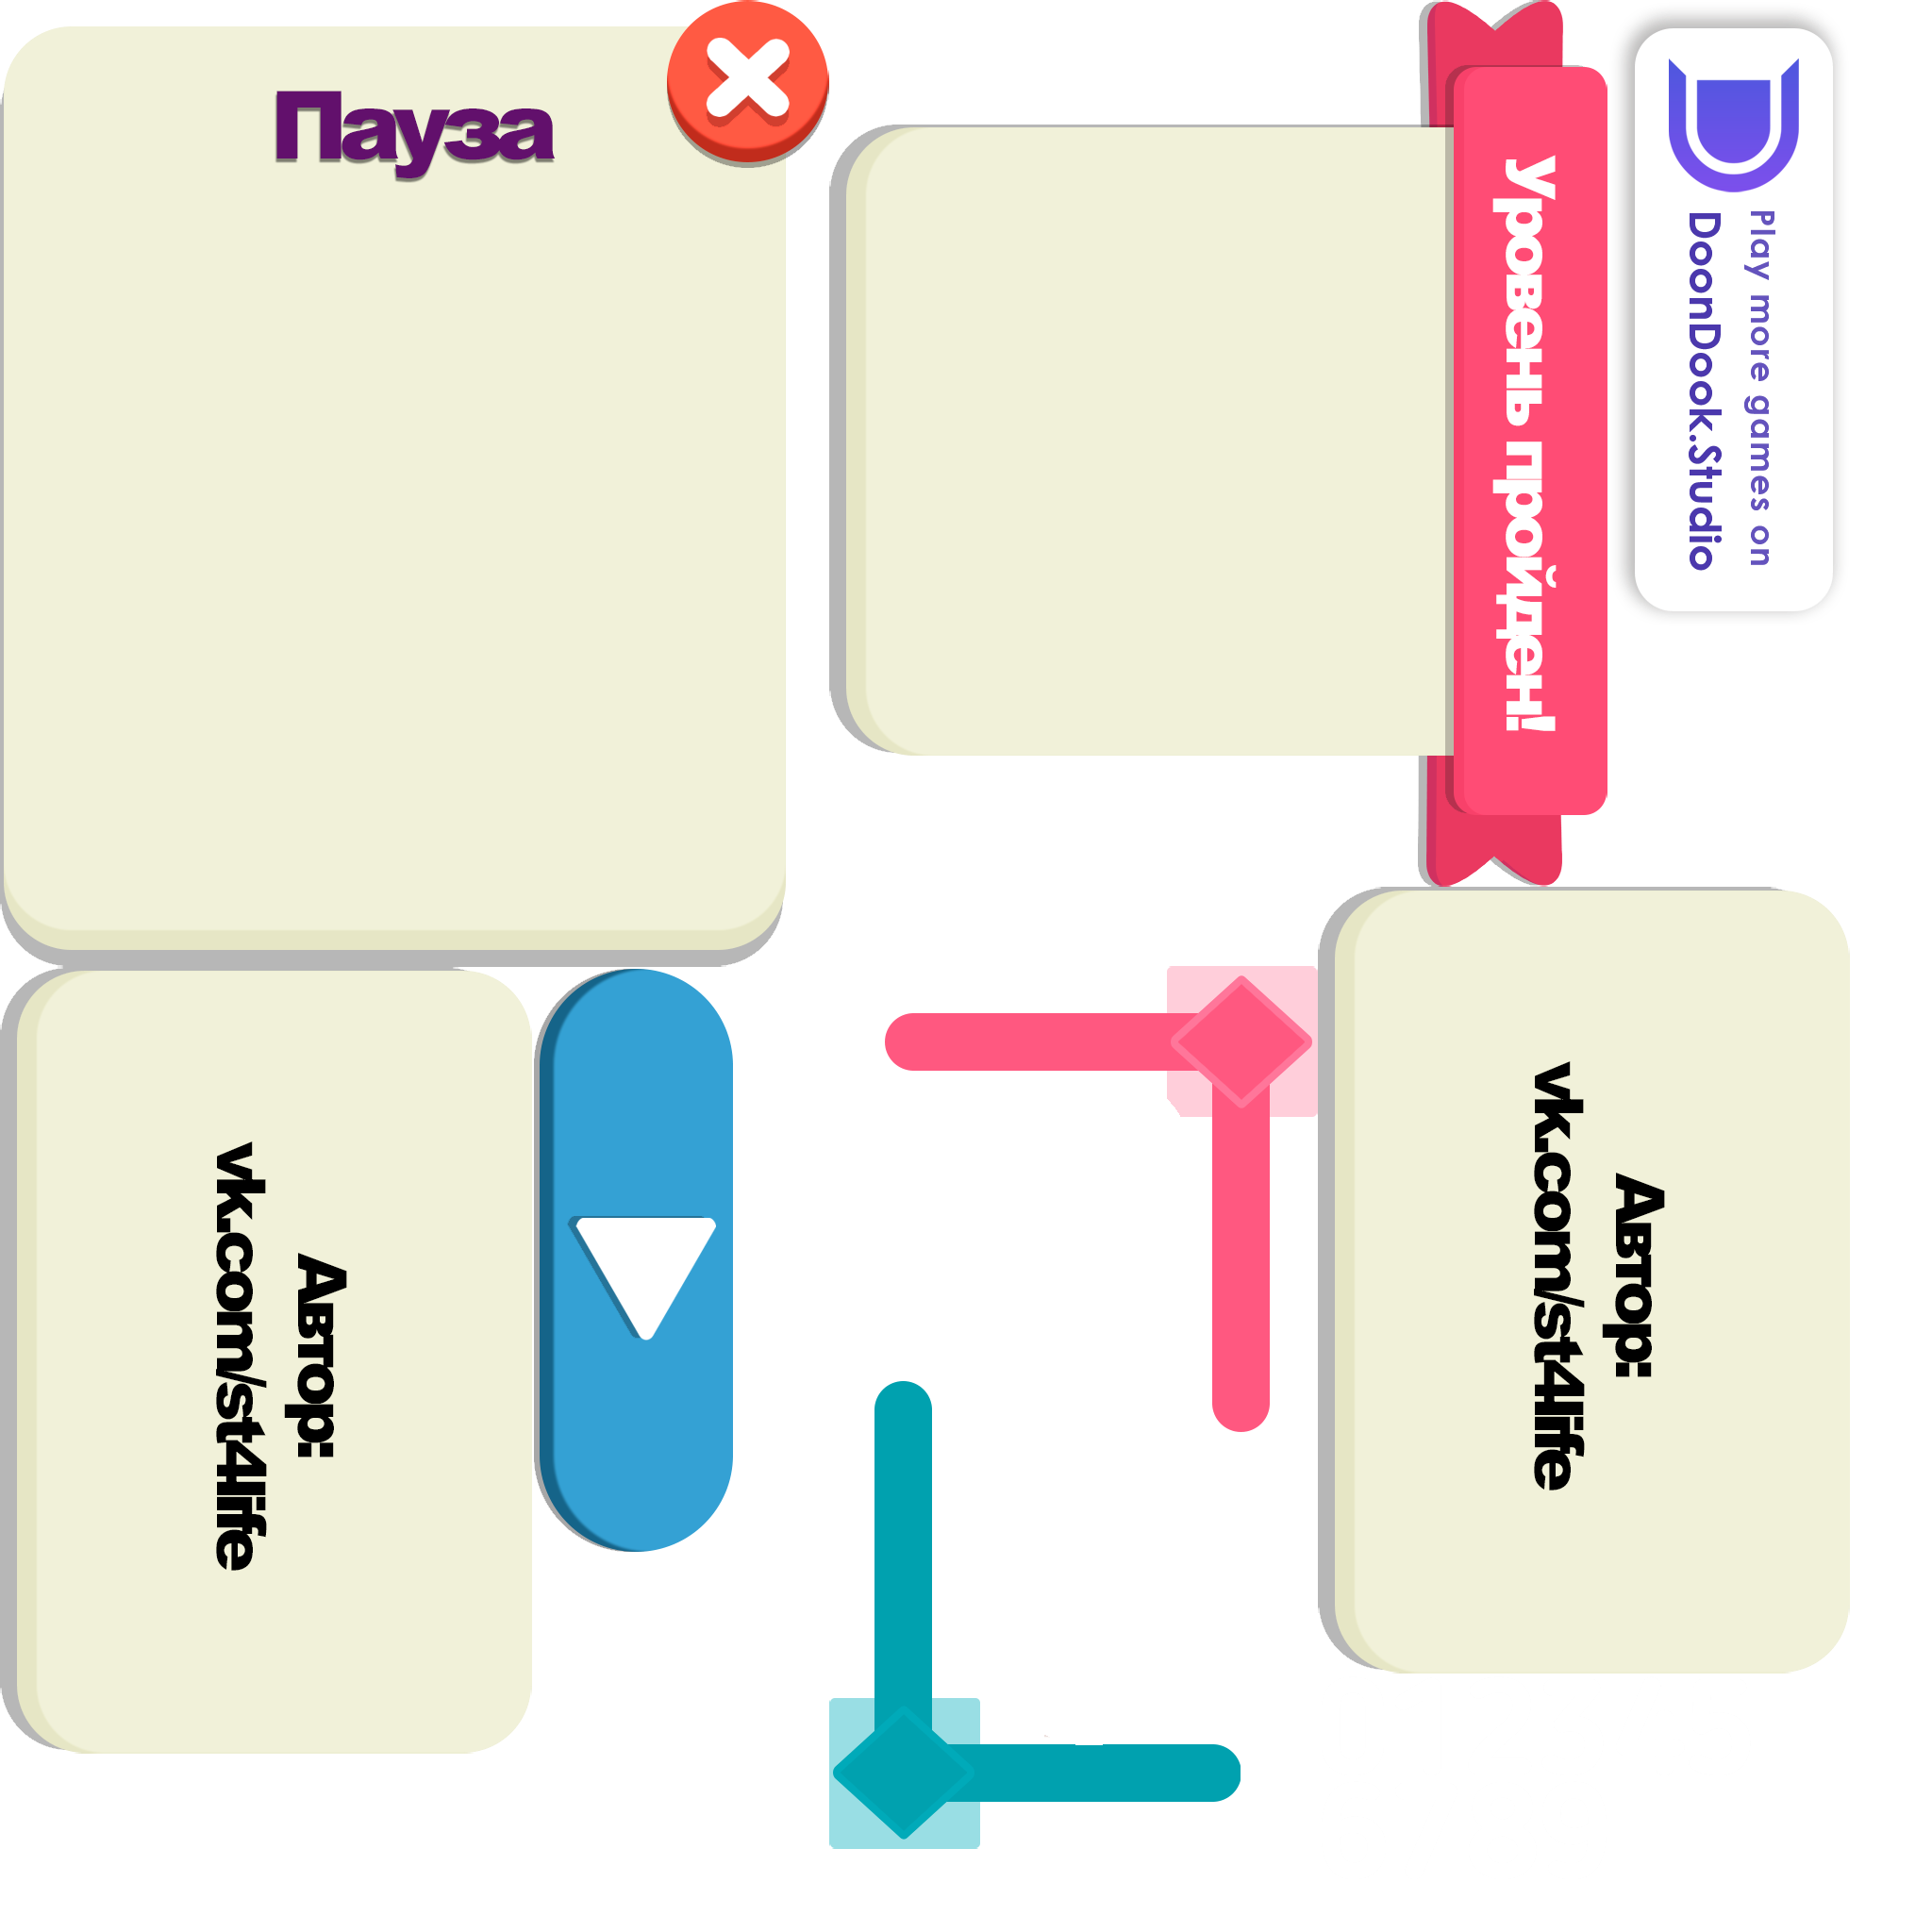 Пауза
Уровень пройден!
Play more games on
DoonDook.Studio
Автор:
vk.com/st4life
Автор:
vk.com/st4life